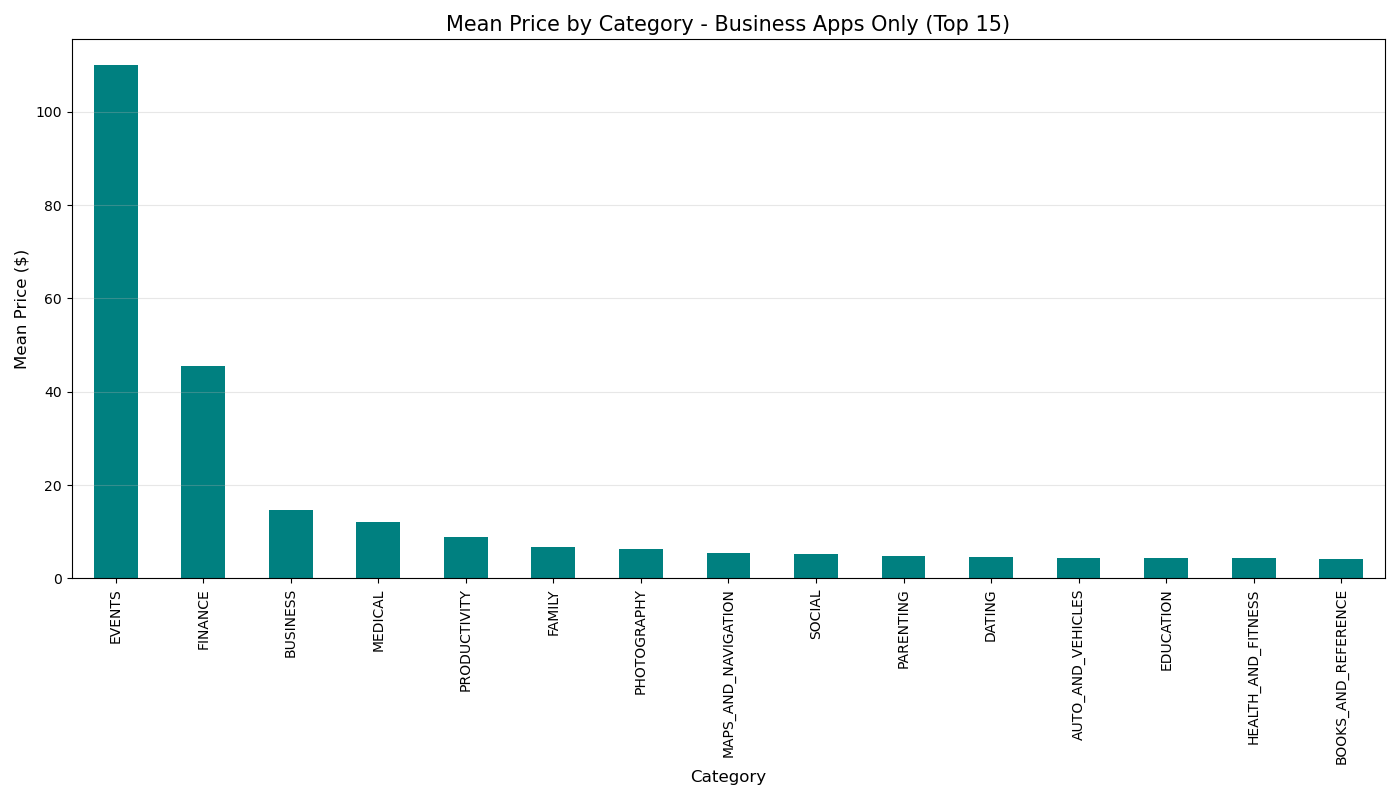 Mean Price by Category - Business Apps Only (Top 15)
Mean Price ($)
100
80
60
40
20
0
EVENTS
FINANCE
BUSINESS
MEDICAL
PRODUCTIVITY
FAMILY
PHOTOGRAPHY
MAPS_AND_NAVIGATION
SOCIAL
PARENTING
DATING
AUTO_AND_VEHICLES
EDUCATION
HEALTH_AND_FITNESS
BOOKS_AND_REFERENCE
Category